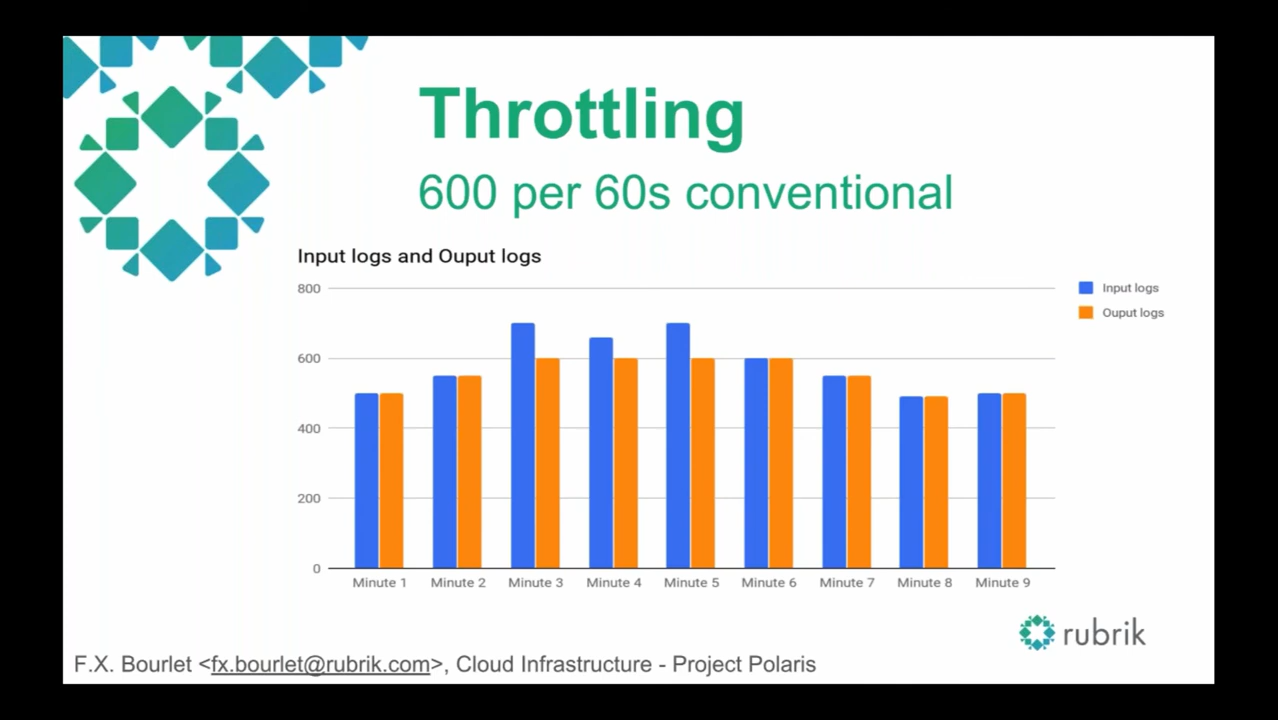 Throttling
600 per 60s conventional
Input logs and Ouput logs
800
600
400
200
0
Input logs
Ouput logs
Minute 1 Minute 2 Minute 3 Minute 4 Minute 5 Minute 6 Minute 7 Minute 8 Minute 9
rubrik
F.X. Bourlet <fx.bourlet@rubrik.com>, Cloud Infrastructure - Project Polaris